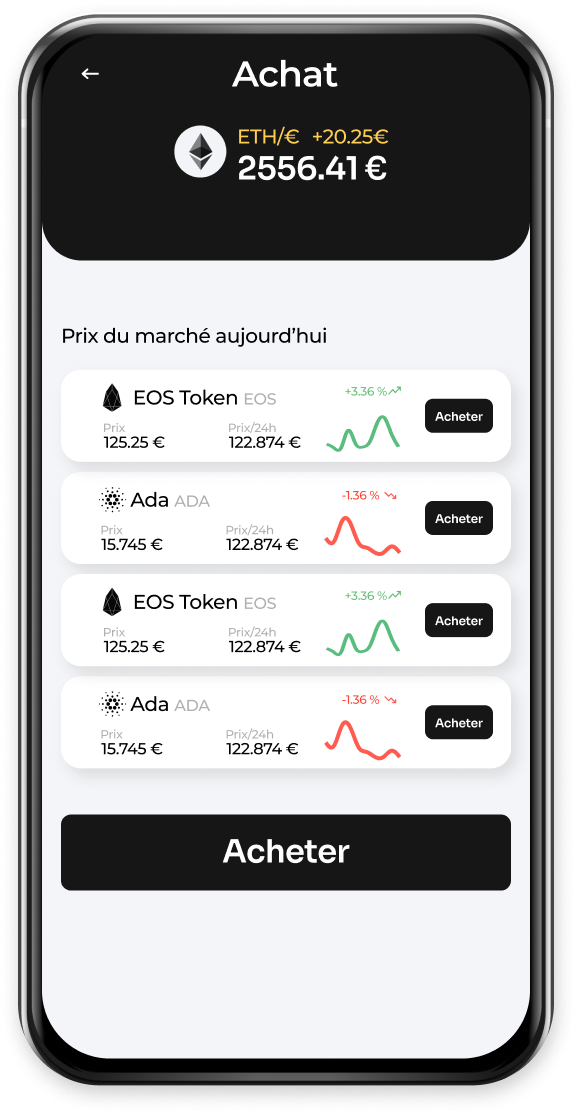 Achat
ETH/€ +20.25€
2556.41 €
Prix du marché aujourd’hui
EOS Token EOS
+3.36 %
Prix
Prix/24h
125.25 €
122.874 €
Acheter
Ada ADA
-1.36 %
Prix
Prix/24h
15.745 €
122.874 €
Acheter
EOS Token EOS
+3.36 %
Prix
Prix/24h
125.25 €
122.874 €
Acheter
Ada ADA
-1.36 %
Prix
Prix/24h
15.745 €
122.874 €
Acheter
Acheter